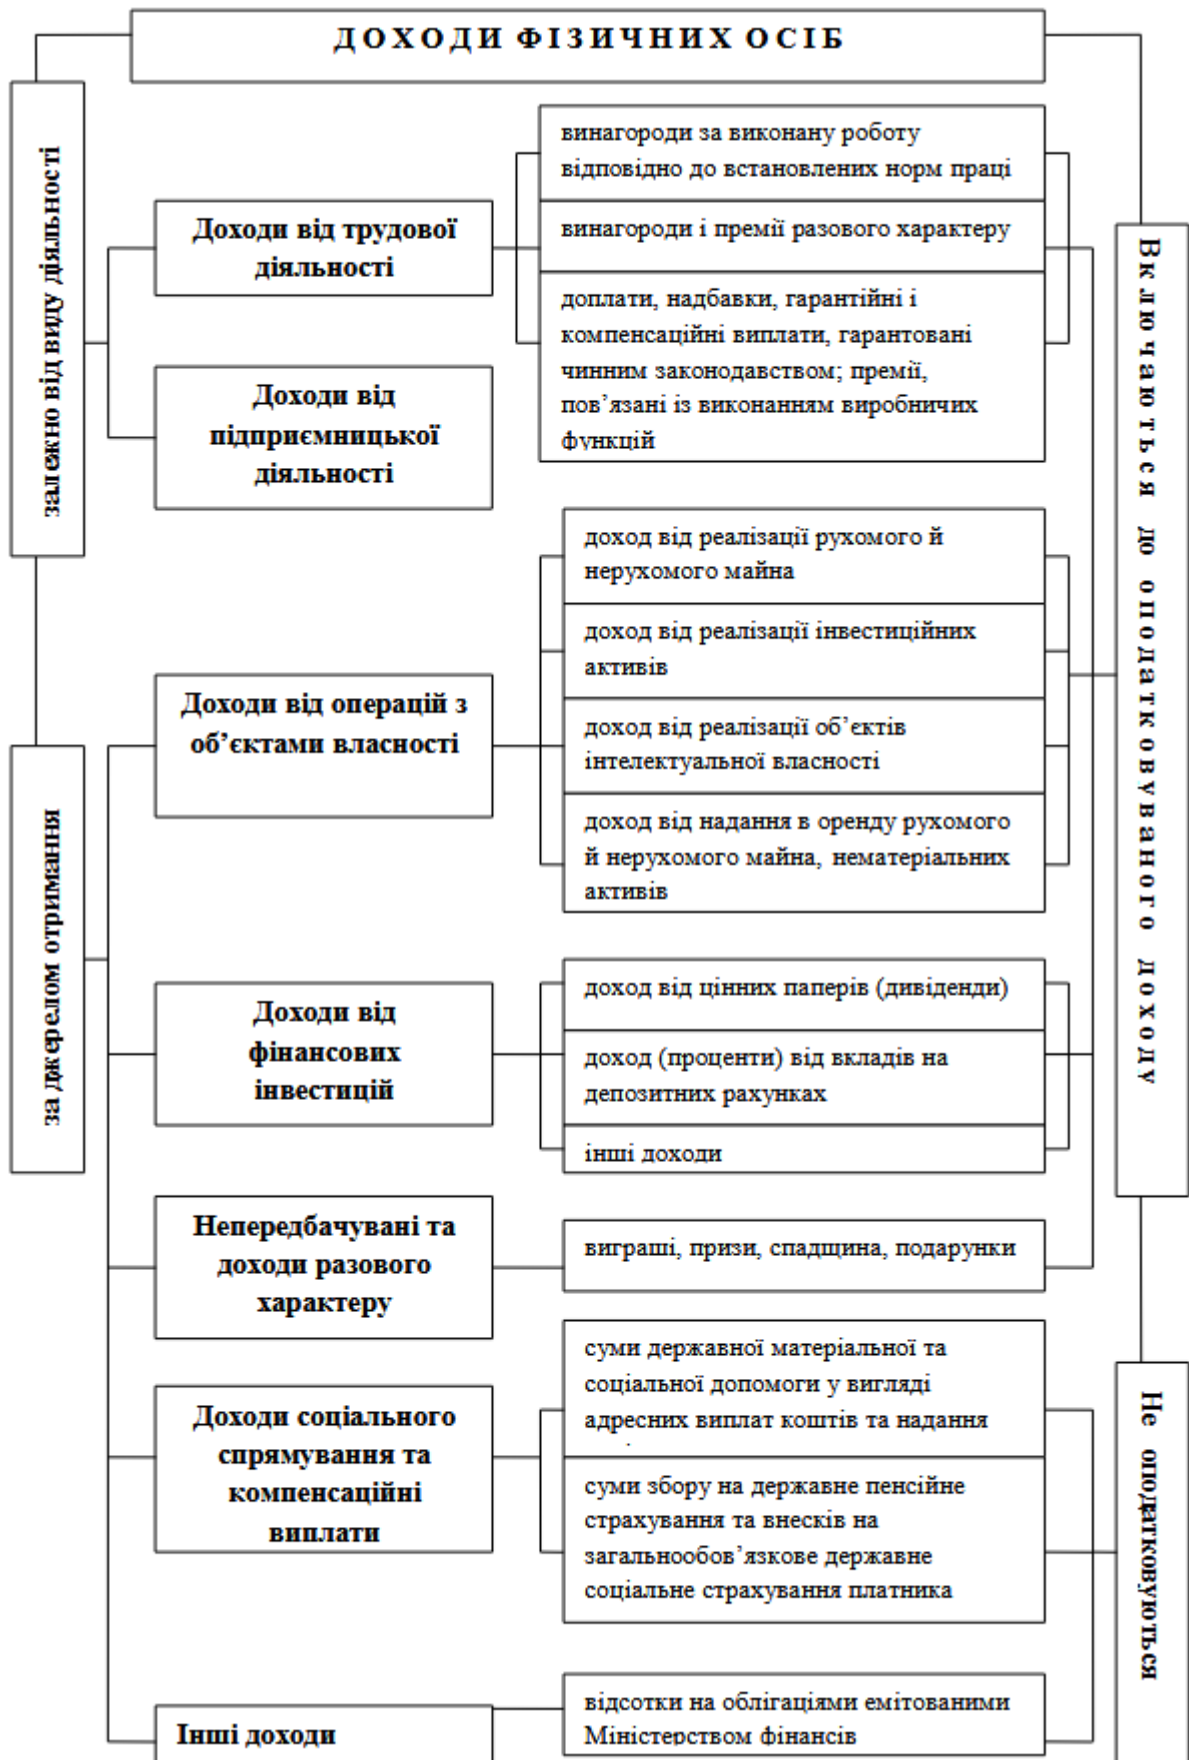 ДОХОДИ ФІЗИЧНИХ ОСІБ
залежно від виду діяльності
Доходи від трудової
діяльності
винагороди за виконану роботу
відповідно до встановлених норм праці
винагороди і премії разового характеру
доплати, надбавки, гарантійні і
компенсаційні виплати, гарантовані
чинним законодавством; премії,
пов’язані із виконанням виробничих
функцій
Доходи від
підприємницької
діяльності
Включаються до оподатковуваного доходу
за джерелом отримання
Доходи від операцій з
об’єктами власності
доход від реалізації рухомого й
нерухомого майна
доход від реалізації інвестиційних
активів
доход від реалізації об’єктів
інтелектуальної власності
доход від надання в оренду рухомого
й нерухомого майна, нематеріальних
активів
Доходи від
фінансових
інвестицій
доход від цінних паперів (дивіденди)
доход (проценти) від вкладів на
депозитних рахунках
інші доходи
Непередбачувані та
доходи разового
характеру
виграші, призи, спадщина, подарунки
Доходи соціального
спрямування та
компенсаційні
виплати
суми державної матеріальної та
соціальної допомоги у вигляді
адресних виплат коштів та надання
суми збору на державне пенсійне
страхування та внесків на
загальнообов’язкове державне
соціальне страхування платника
Не оподатковуються
Інші доходи
відсотки на облігаціями емітованими
Міністерством фінансів